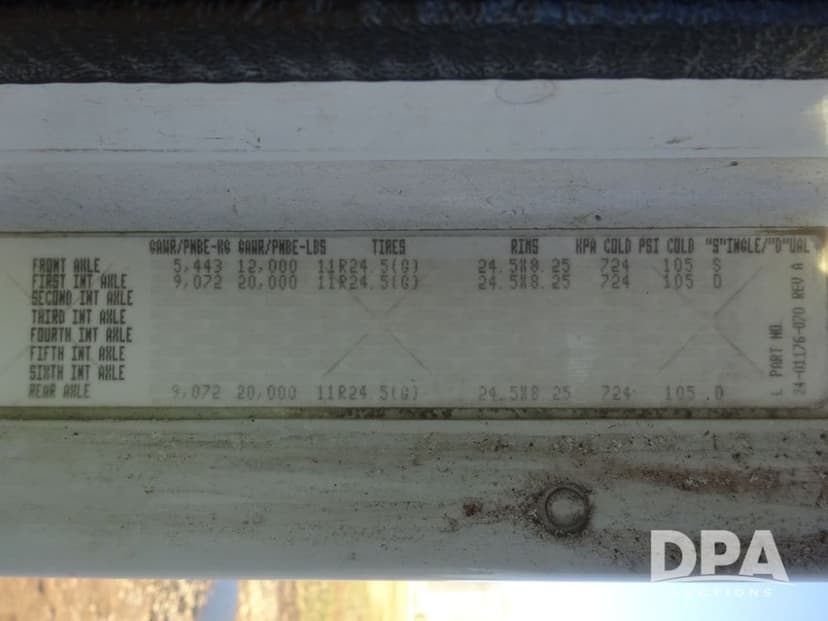 GAWR/PNBE-KG GAWR/PNBE-LBS TIRES RIMS KPA COLD PSI COLD "S"INGLE/"D"UAL
FRONT AXLE 5,443 12,000 11R24.5(G) 24.5X8.25 724 105 S
FIRST INT AXLE 9,072 20,000 11R24.5(G) 24.5X8.25 724 105 D
SECOND INT AXLE
THIRD INT AXLE
FOURTH INT AXLE
FIFTH INT AXLE
SIXTH INT AXLE
REAR AXLE 9,072 20,000 11R24.5(G) 24.5X8.25 724 105 D
L PART NO.
24-01176-070 REV A
DPA
AUCTIONS